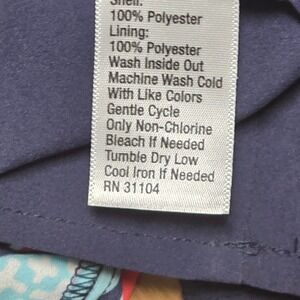 Shell:
100% Polyester
Lining:
100% Polyester
Wash Inside Out
Machine Wash Cold
With Like Colors
Gentle Cycle
Only Non-Chlorine
Bleach If Needed
Tumble Dry Low
Cool Iron If Needed
RN 31104